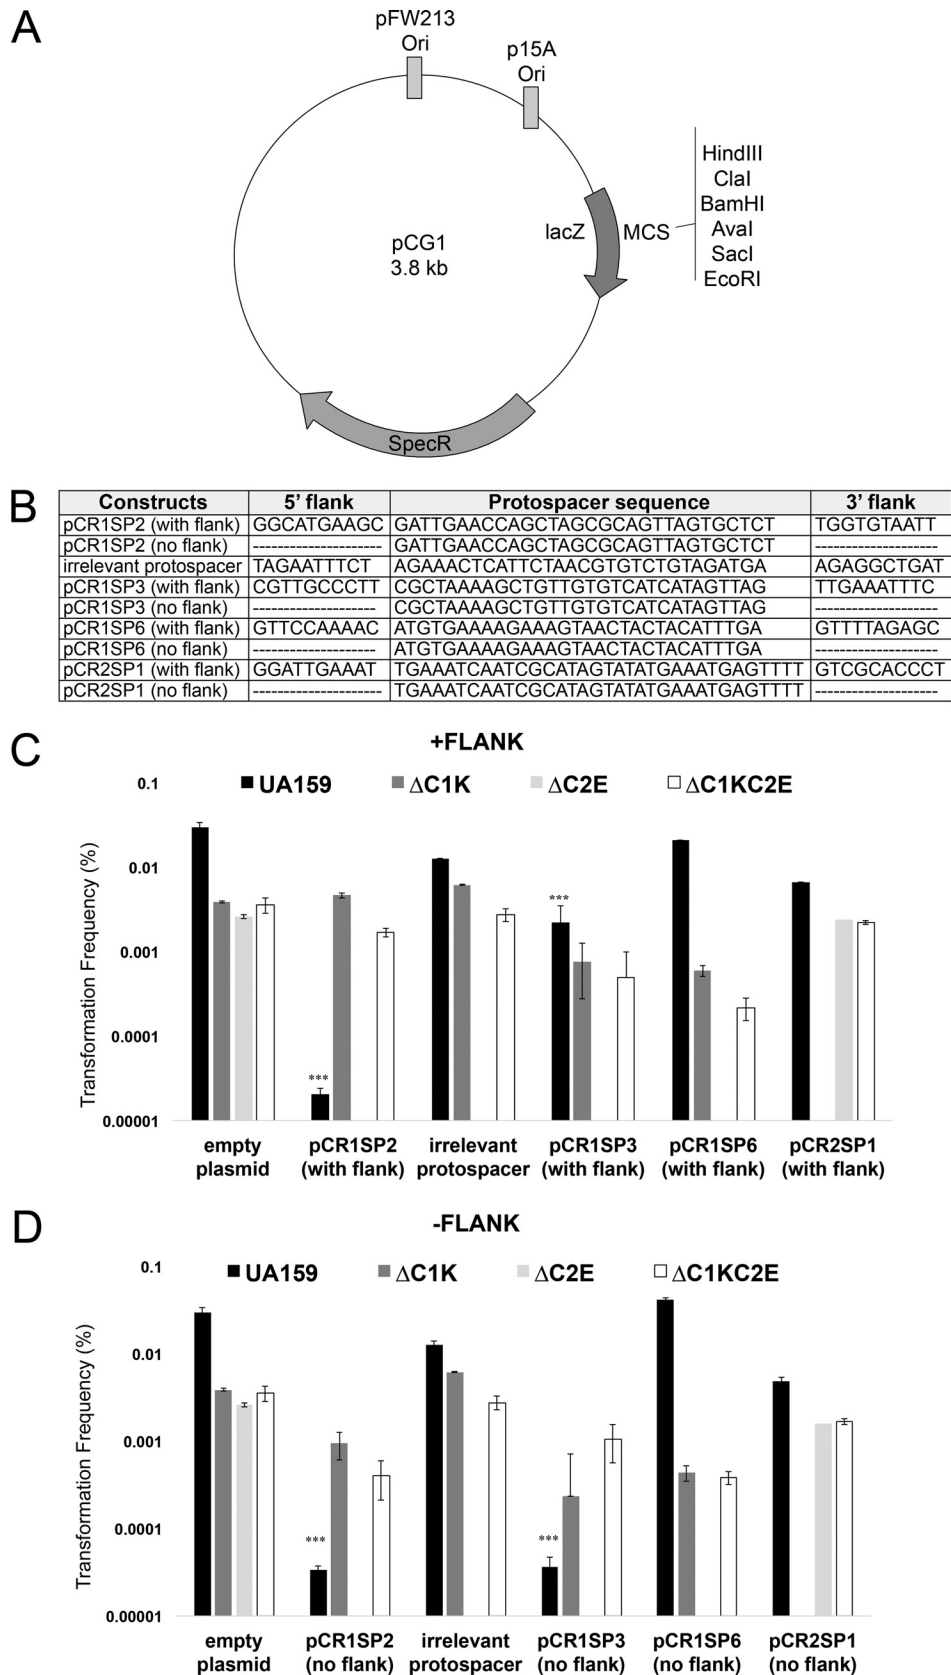 A
pFW213
Ori
p15A
Ori
HindIII
ClaI
BamHI
AvaI
SacI
EcoRI
lacZ
MCS
pCG1
3.8 kb
SpecR
B
Constructs 5' flank Protospacer sequence 3' flank
pCR1SP2 (with flank) GGCATGAAGC GATTGAACCAGCTAGCGCAGTTAGTGCTCT TGGTGTAATT
pCR1SP2 (no flank) --------------------- GATTGAACCAGCTAGCGCAGTTAGTGCTCT --------------------
irrelevant protospacer TAGAATTTCT AGAAACTCATTCTAACGTGTCTGTAGATGA AGAGGCTGAT
pCR1SP3 (with flank) CGTTGCCCTT CGCTAAAAGCTGTTGTGTCATCATAGTTAG TTGAAATTTC
pCR1SP3 (no flank) -------------------- CGCTAAAAGCTGTTGTGTCATCATAGTTAG --------------------
pCR1SP6 (with flank) GTTCCAAAAC ATGTGAAAAGAAAGTAACTACTACATTTGA GTTTTAGAGC
pCR1SP6 (no flank) --------------------- ATGTGAAAAGAAAGTAACTACTACATTTGA --------------------
pCR2SP1 (with flank) GGATTGAAAT TGAAATCAATCGCATAGTATATGAAATGAGTTTT GTCGCACCCT
pCR2SP1 (no flank) --------------------- TGAAATCAATCGCATAGTATATGAAATGAGTTTT --------------------
C
+FLANK
UA159 ΔC1K ΔC2E ΔC1KC2E
Transformation Frequency (%)
0.1
0.01
0.001
0.0001
0.00001
***
***
empty plasmid
pCR1SP2 (with flank)
irrelevant protospacer
pCR1SP3 (with flank)
pCR1SP6 (with flank)
pCR2SP1 (with flank)
D
-FLANK
UA159 ΔC1K ΔC2E ΔC1KC2E
Transformation Frequency (%)
0.1
0.01
0.001
0.0001
0.00001
***
***
empty plasmid
pCR1SP2 (no flank)
irrelevant protospacer
pCR1SP3 (no flank)
pCR1SP6 (no flank)
pCR2SP1 (no flank)